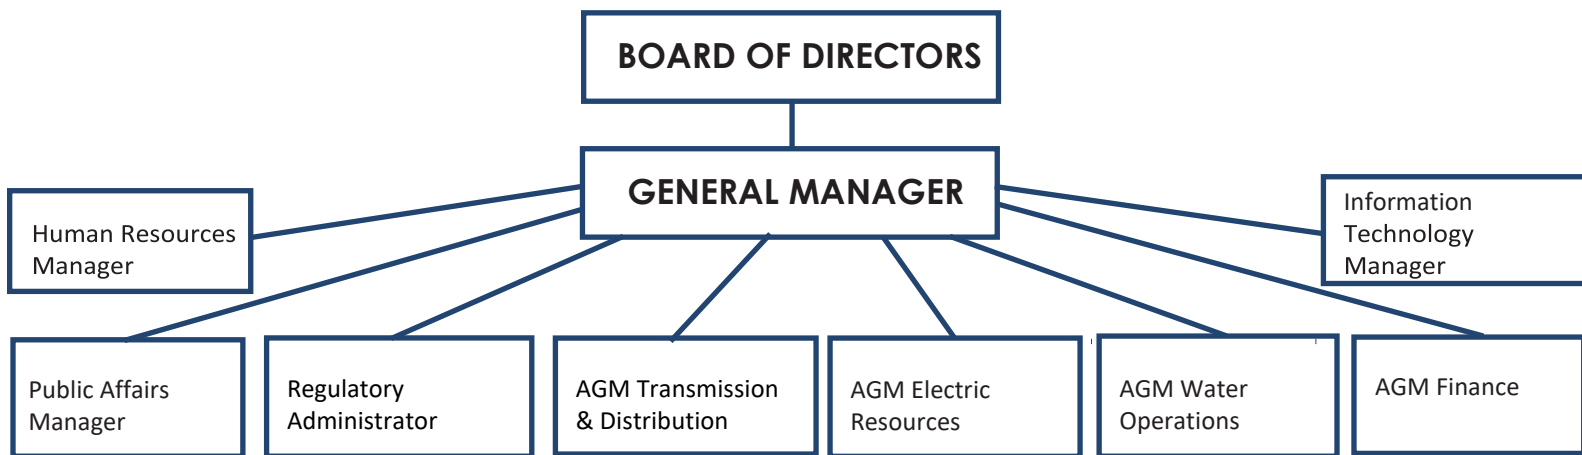 BOARD OF DIRECTORS
GENERAL MANAGER
Human Resources
Manager
Information
Technology
Manager
Public Affairs
Manager
Regulatory
Administrator
AGM Transmission
& Distribution
AGM Electric
Resources
AGM Water
Operations
AGM Finance